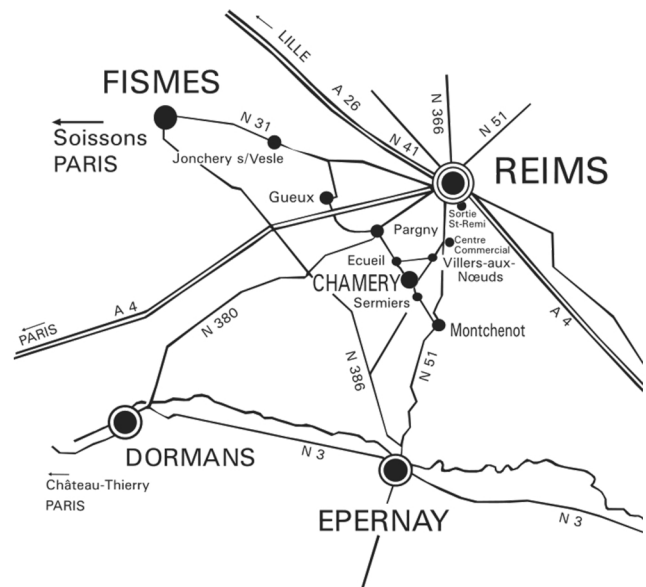 LILLE
A 26
FISMES
N 366
N 51
N 31
N 41
Soissons
PARIS
Jonchery s/Vesle
REIMS
Gueux
Sortie
St-Remi
Pargny
Centre
Commercial
Ecueil
Villers-aux-
Nœuds
CHAMERY
Sermiers
A 4
A 4
PARIS
N 380
Montchenot
N 386
N 51
DORMANS
N 3
Château-Thierry
PARIS
EPERNAY
N 3